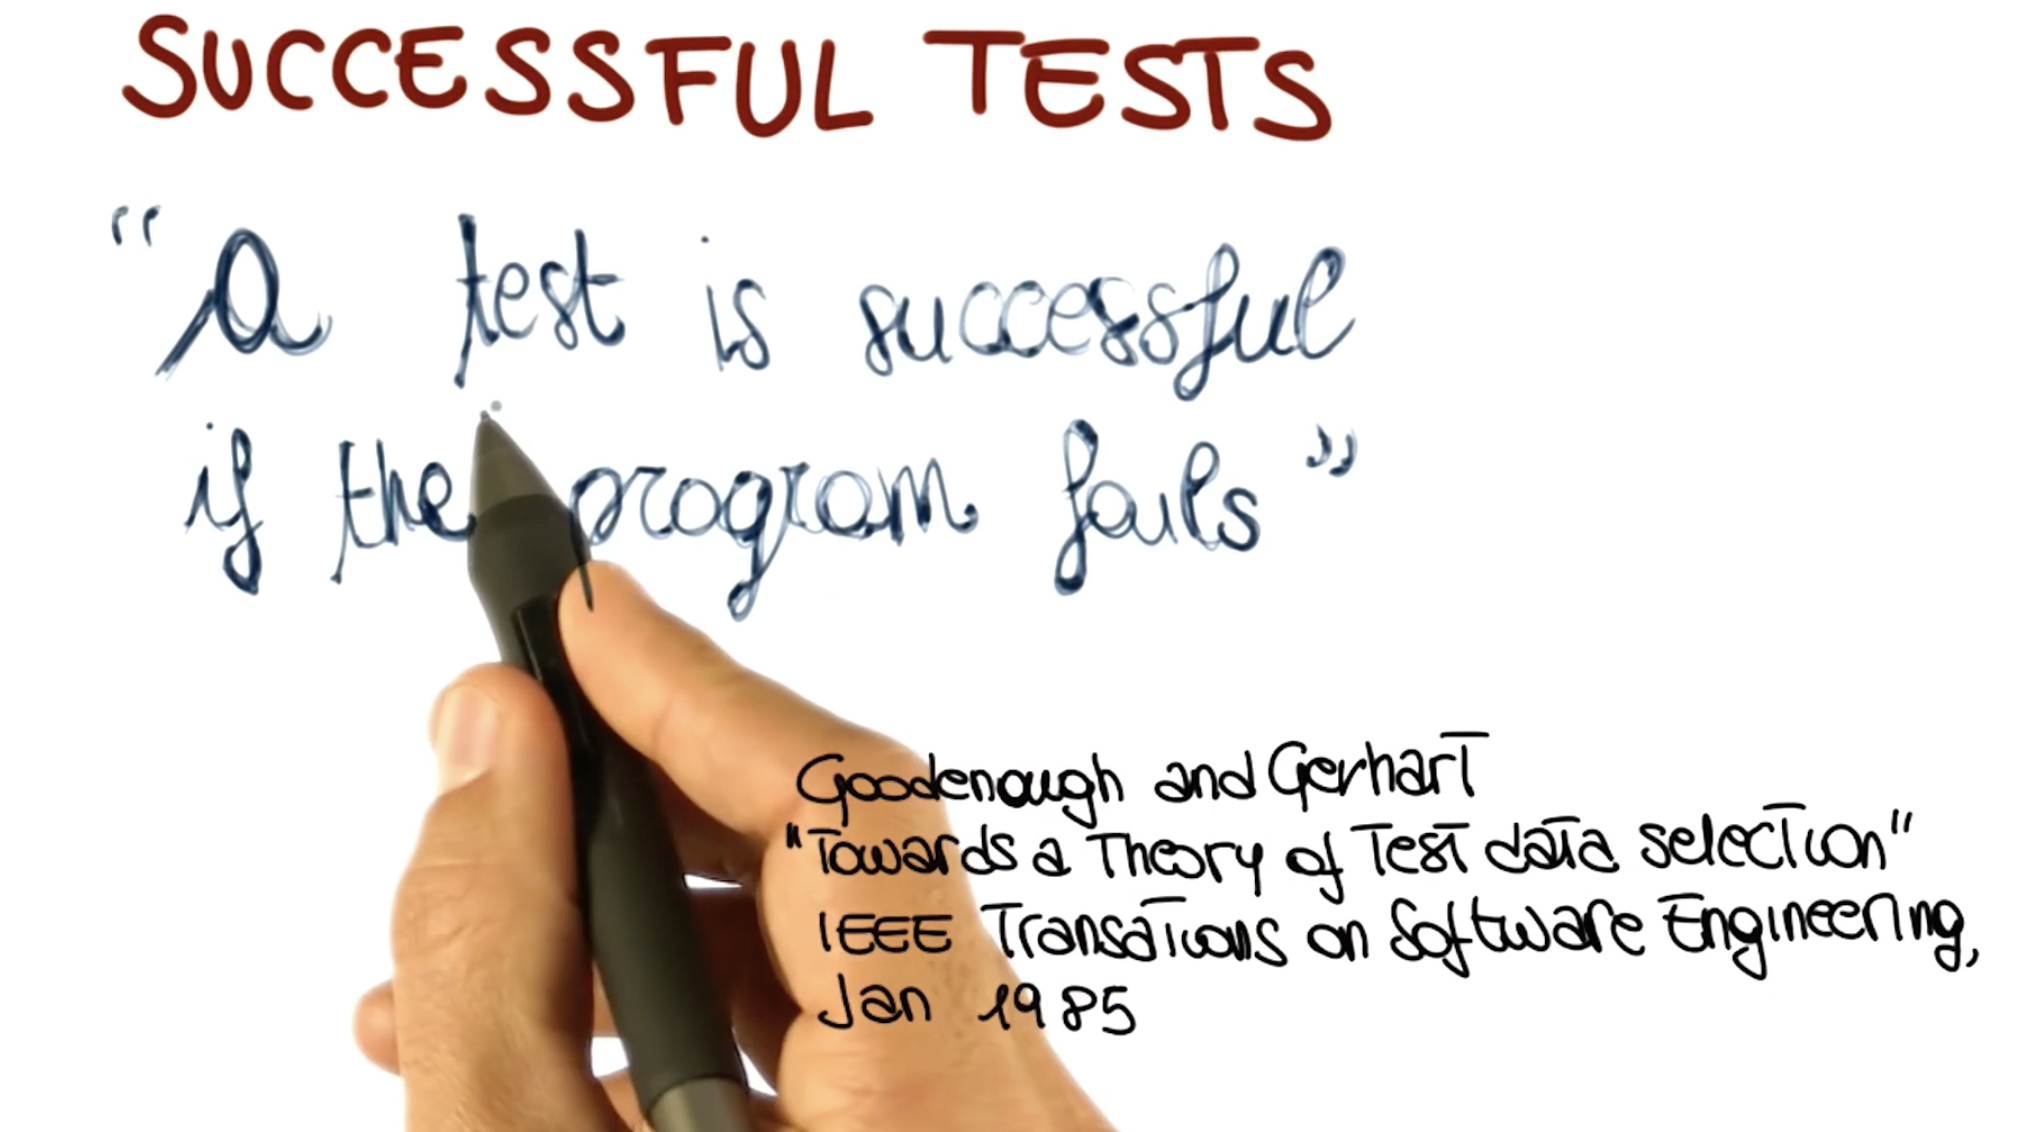 SUCCESSFUL TESTS
"A test is successful
if the program fails"
Goodenough and Gerhart
"Towards a Theory of Test data selection"
IEEE Transations on Software Engineering,
Jan 1985